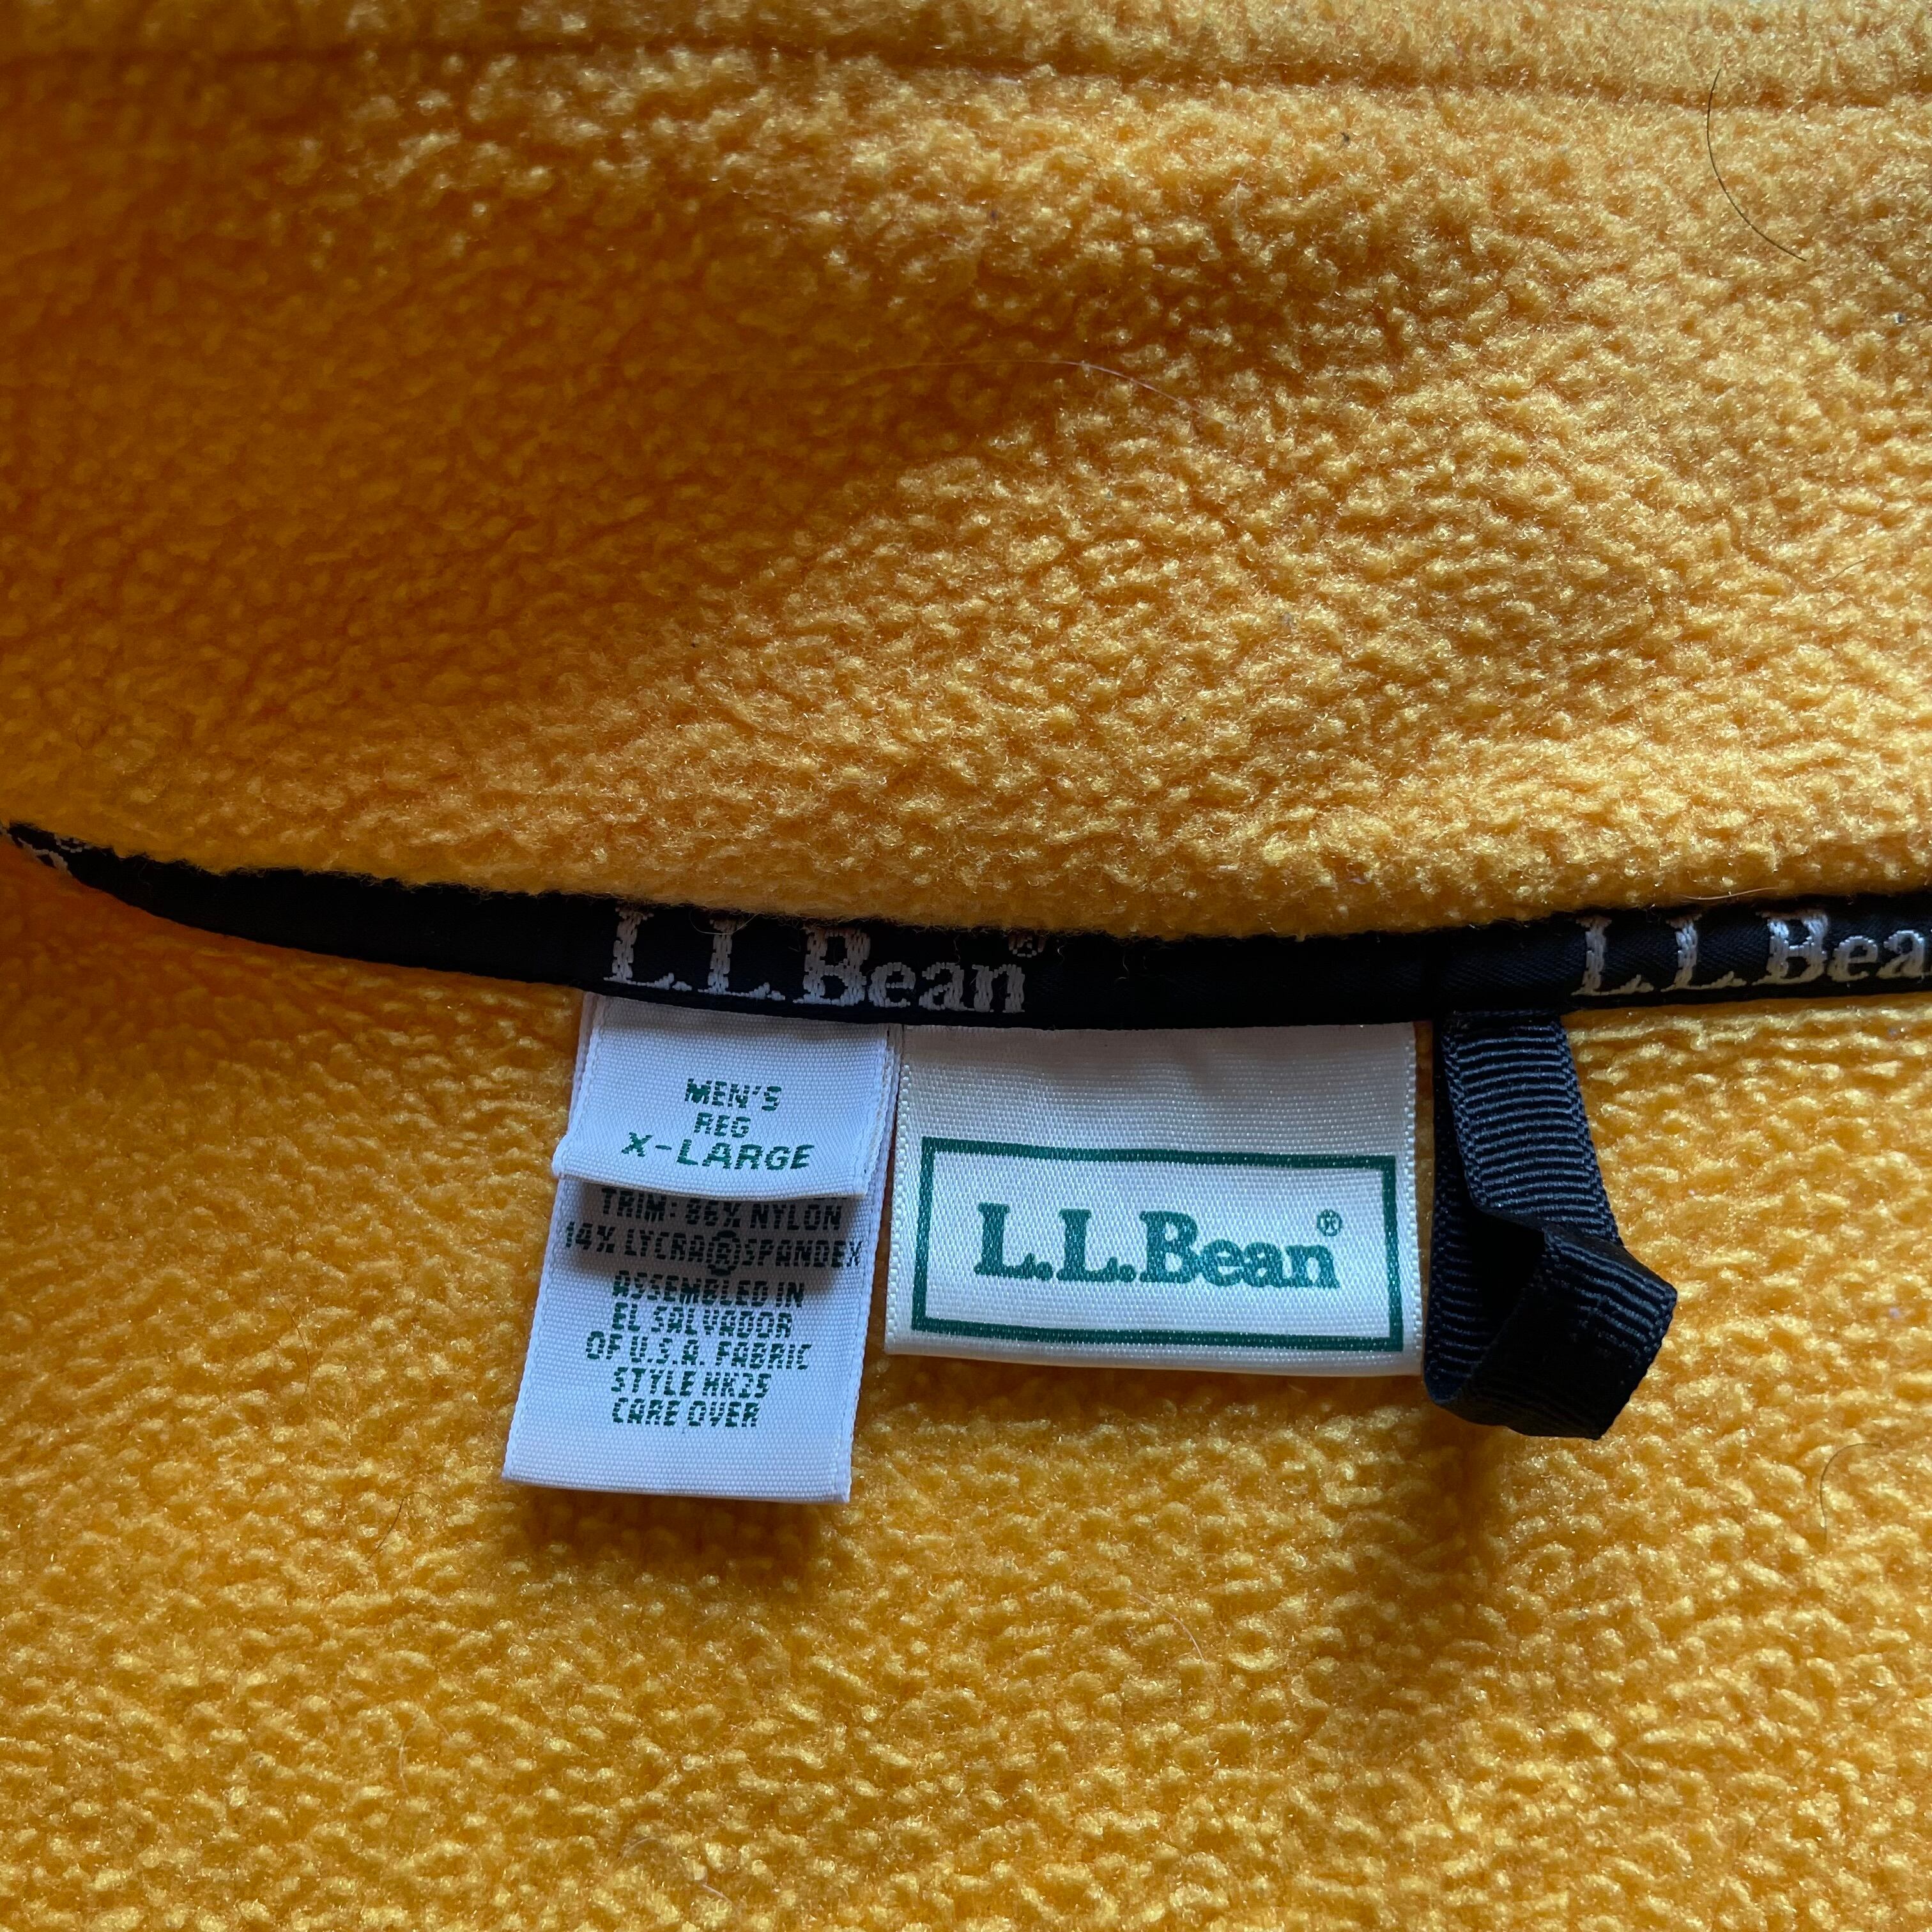 L.L.Bean®
L.L.Bea
MEN'S
REG
X-LARGE
TRIM: 86% NYLON
14% LYCRA®SPANDEX
ASSEMBLED IN
EL SALVADOR
OF U.S.A. FABRIC
STYLE HK35
CARE OVER
L.L.Bean®